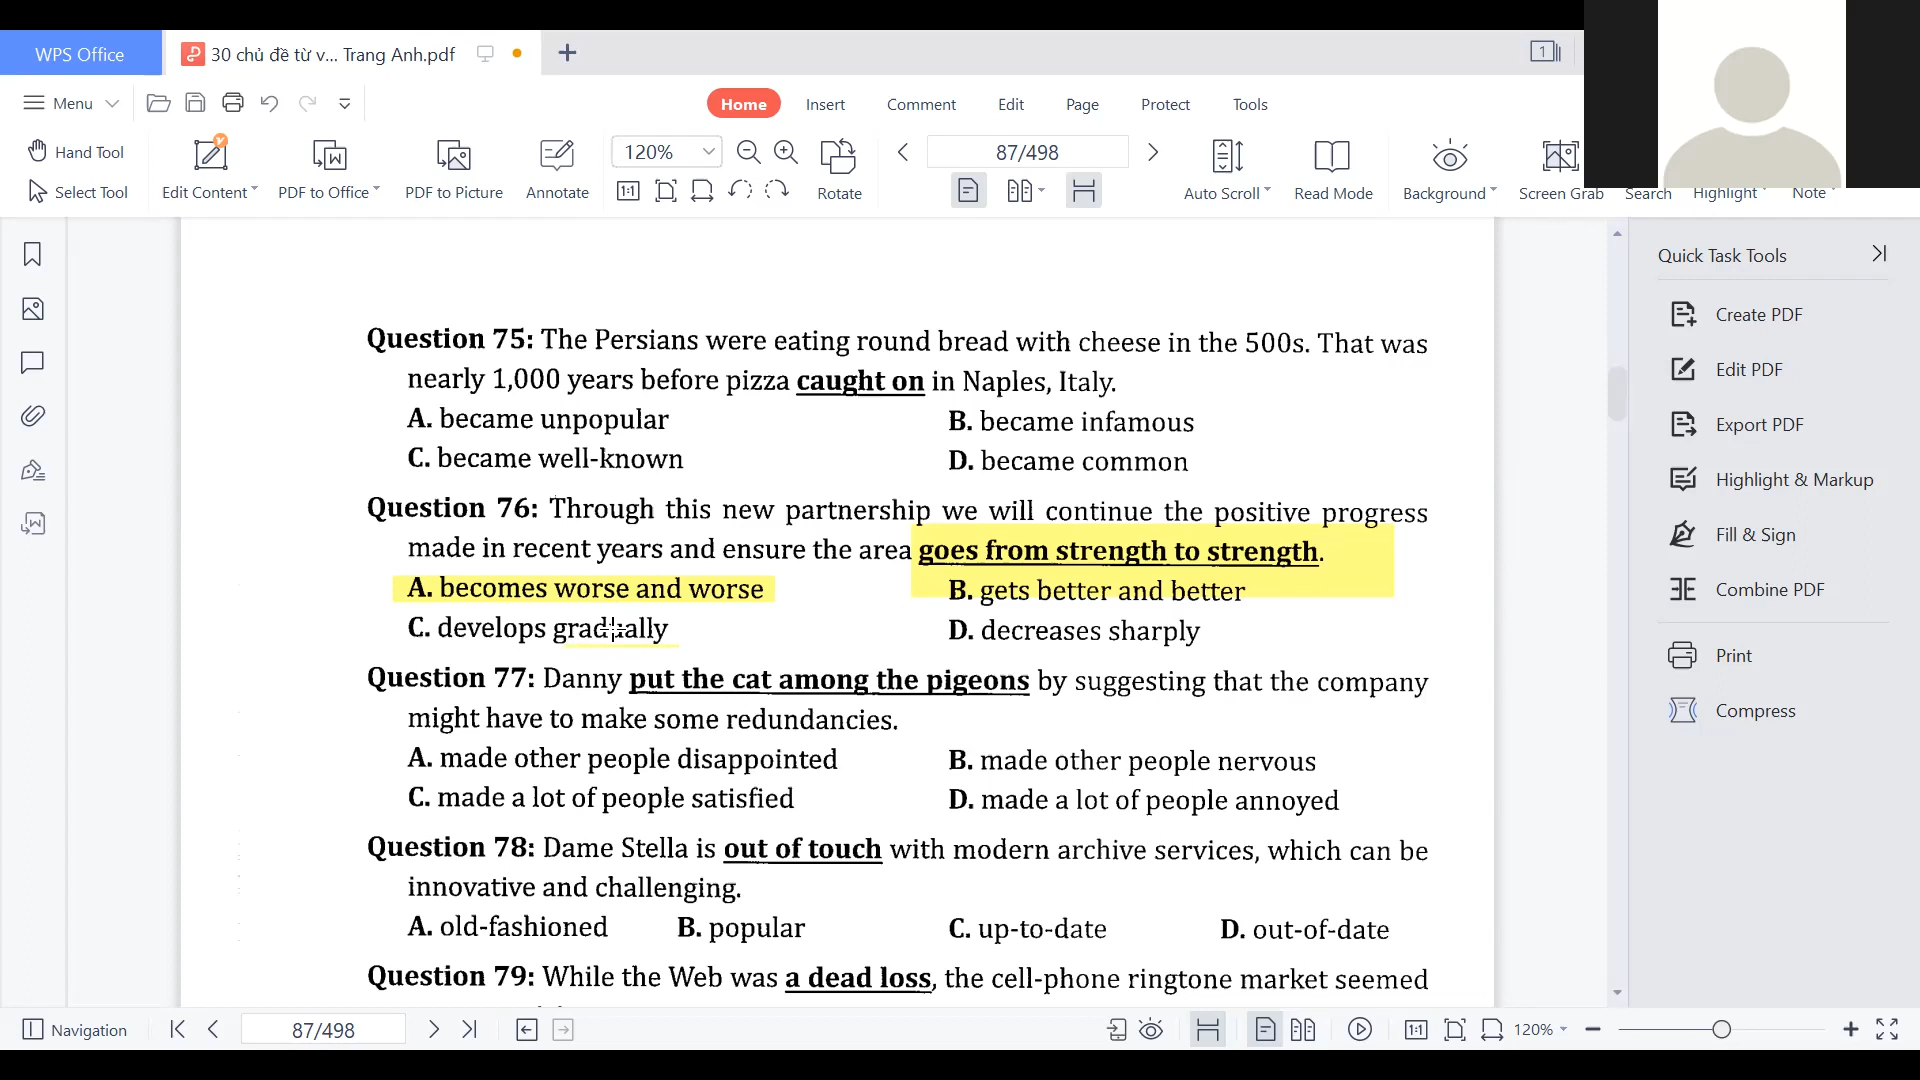 WPS Office
30 chủ đề từ v... Trang Anh.pdf
1
Menu
Home
Insert
Comment
Edit
Page
Protect
Tools
Hand Tool
Select Tool
Edit Content
PDF to Office
PDF to Picture
Annotate
120%
1:1
Rotate
87/498
Auto Scroll
Read Mode
Background
Screen Grab
Search
Highlight
Note
Question 75: The Persians were eating round bread with cheese in the 500s. That was
nearly 1,000 years before pizza caught on in Naples, Italy.
A. became unpopular
B. became infamous
C. became well-known
D. became common
Question 76: Through this new partnership we will continue the positive progress
made in recent years and ensure the area goes from strength to strength.
A. becomes worse and worse
B. gets better and better
C. develops gradually
D. decreases sharply
Question 77: Danny put the cat among the pigeons by suggesting that the company
might have to make some redundancies.
A. made other people disappointed
B. made other people nervous
C. made a lot of people satisfied
D. made a lot of people annoyed
Question 78: Dame Stella is out of touch with modern archive services, which can be
innovative and challenging.
A. old-fashioned
B. popular
C. up-to-date
D. out-of-date
Question 79: While the Web was a dead loss, the cell-phone ringtone market seemed
Quick Task Tools
Create PDF
Edit PDF
Export PDF
Highlight & Markup
Fill & Sign
Combine PDF
Print
Compress
Navigation
87/498
1:1
120%